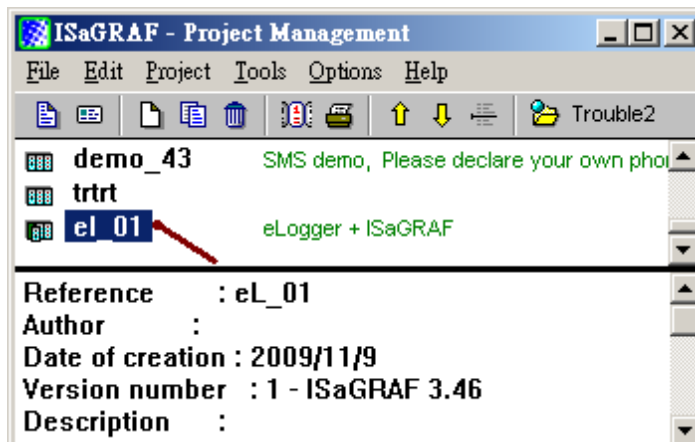 ISaGRAF - Project Management
File Edit Project Tools Options Help
Trouble2
demo_43 SMS demo, Please declare your own
trtrt
el_01 eLogger + ISaGRAF
Reference : eL_01
Author :
Date of creation : 2009/11/9
Version number : 1 - ISaGRAF 3.46
Description :